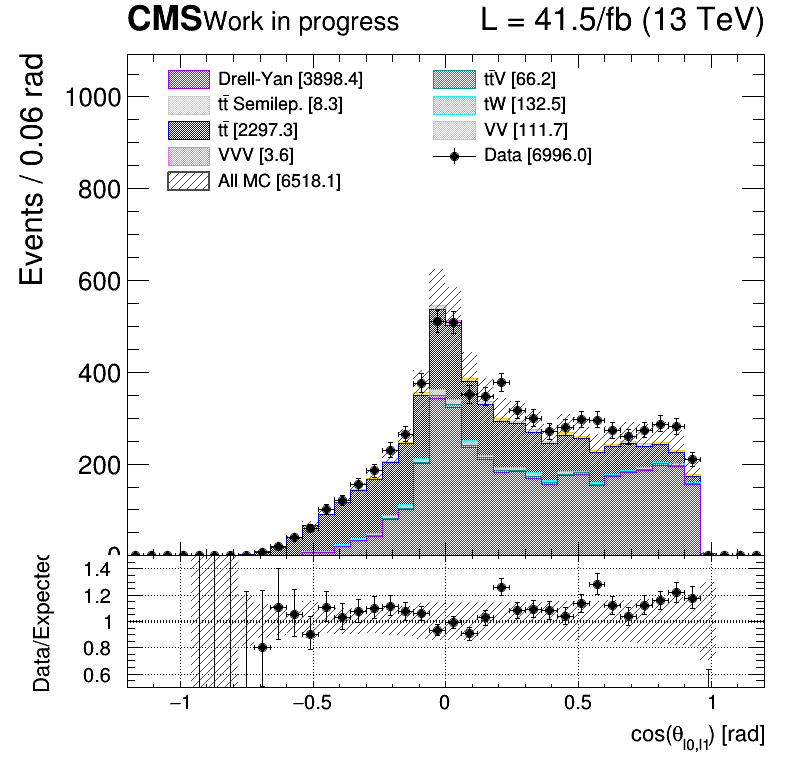 CMS Work in progress L = 41.5/fb (13 TeV)
Events / 0.06 rad
Drell-Yan [3898.4]
tt̄V [66.2]
tt̄ Semilep. [8.3]
tW [132.5]
tt̄ [2297.3]
VV [111.7]
VVV [3.6]
Data [6996.0]
All MC [6518.1]
1000
800
600
400
200
0
Data/Expected
1.4
1.2
1
0.8
0.6
−1 −0.5 0 0.5 1
cos(θl0,l1) [rad]